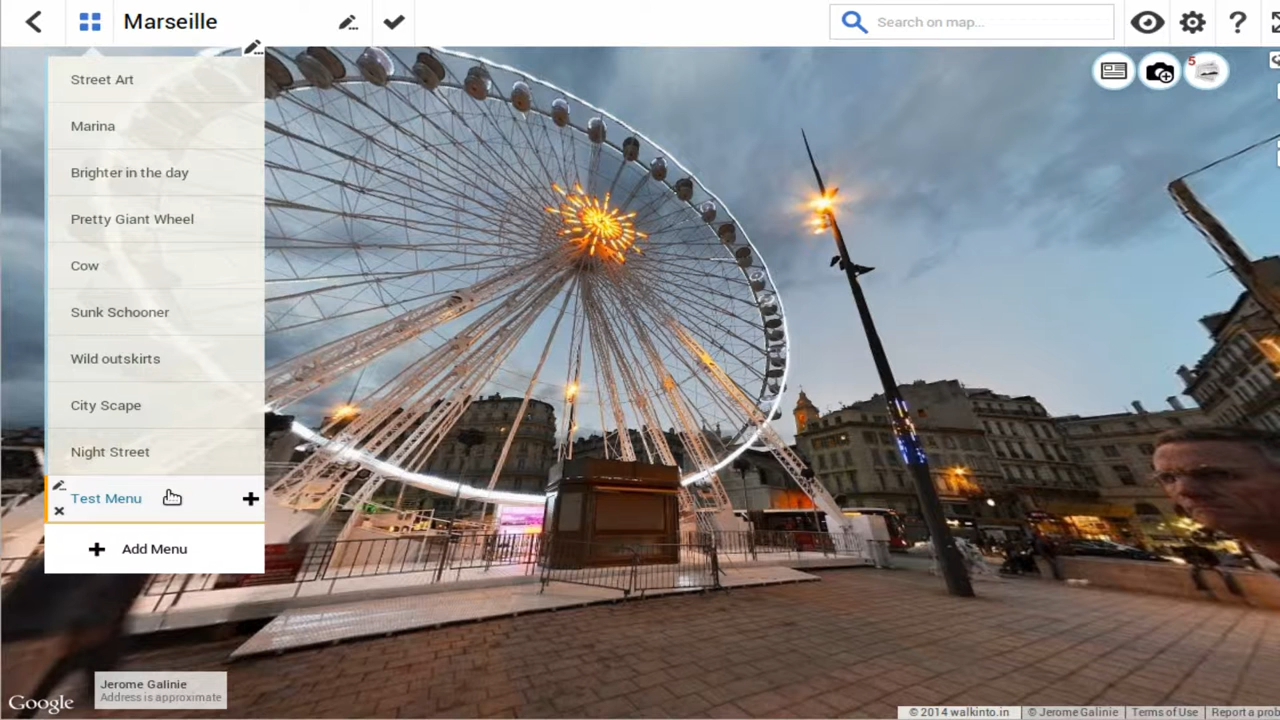 Marseille
Search on map...
?
5
Street Art
Marina
Brighter in the day
Pretty Giant Wheel
Cow
Sunk Schooner
Wild outskirts
City Scape
Night Street
Test Menu
Add Menu
Jerome Galinie
Address is approximate
Google
© 2014 walkinto.in
© Jerome Galinie
Terms of Use
Report a prob